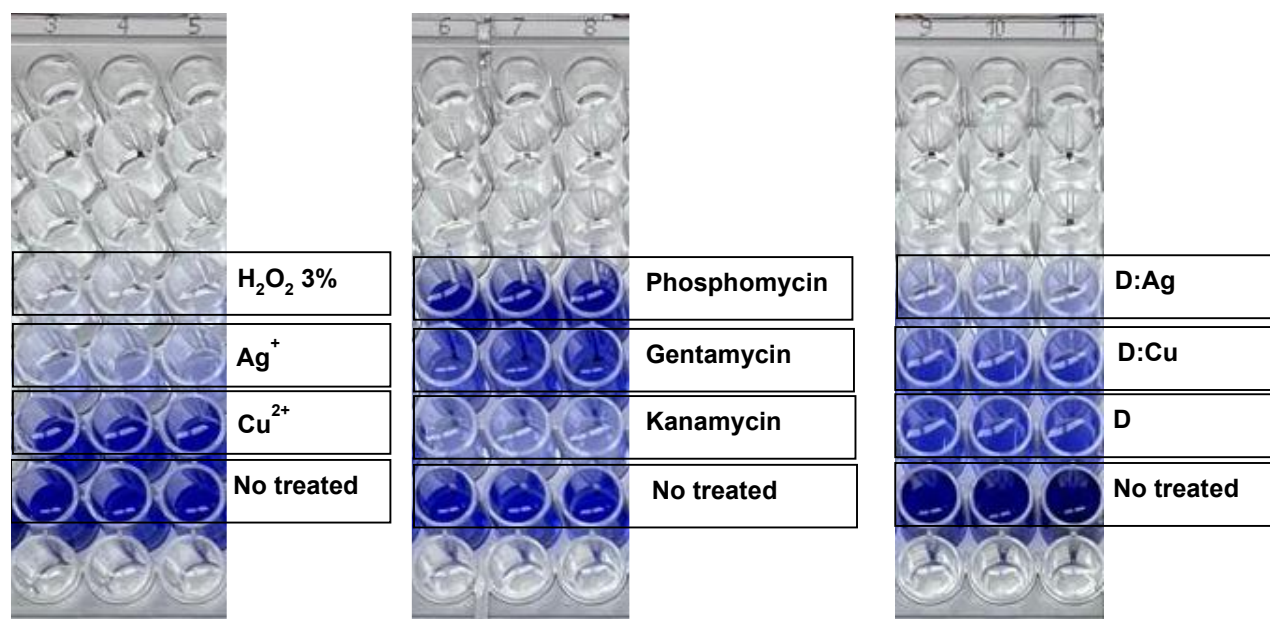 3 4 5
6 7 8
9 10 11
H₂O₂ 3%
Ag⁺
Cu²⁺
No treated
Phosphomycin
Gentamycin
Kanamycin
No treated
D:Ag
D:Cu
D
No treated